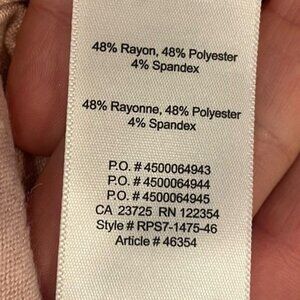 48% Rayon, 48% Polyester
4% Spandex
48% Rayonne, 48% Polyester
4% Spandex
P.O. # 4500064943
P.O. # 4500064944
P.O. # 4500064945
CA 23725 RN 122354
Style # RPS7-1475-46
Article # 46354